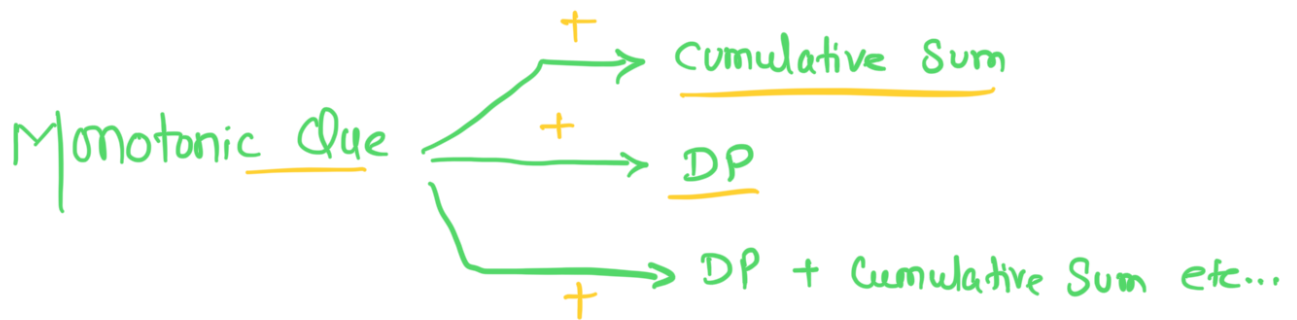 +
Cumulative Sum
Monotonic Que
+
DP
DP + Cumulative Sum etc...
+